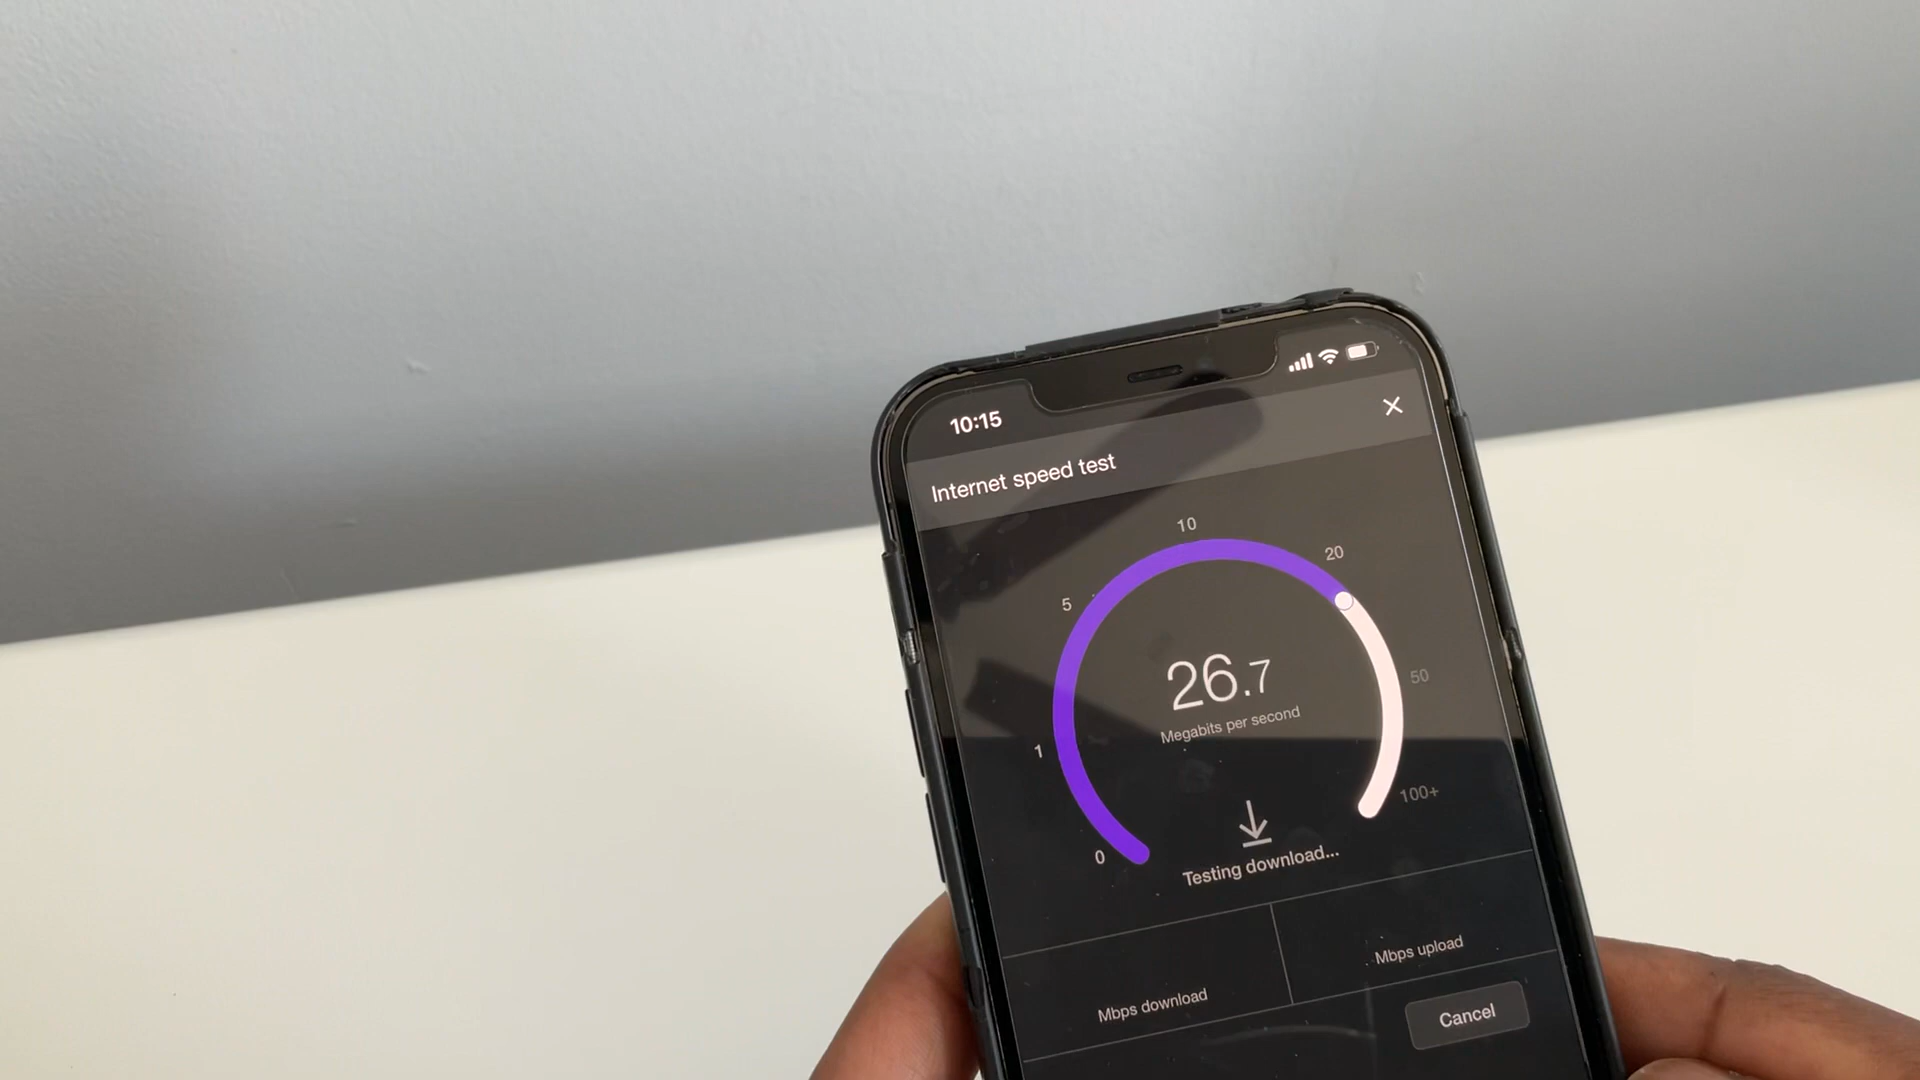 10:15
Internet speed test
10
20
5
26.7
50
Megabits per second
1
100+
0
Testing download...
Mbps upload
Mbps download
Cancel